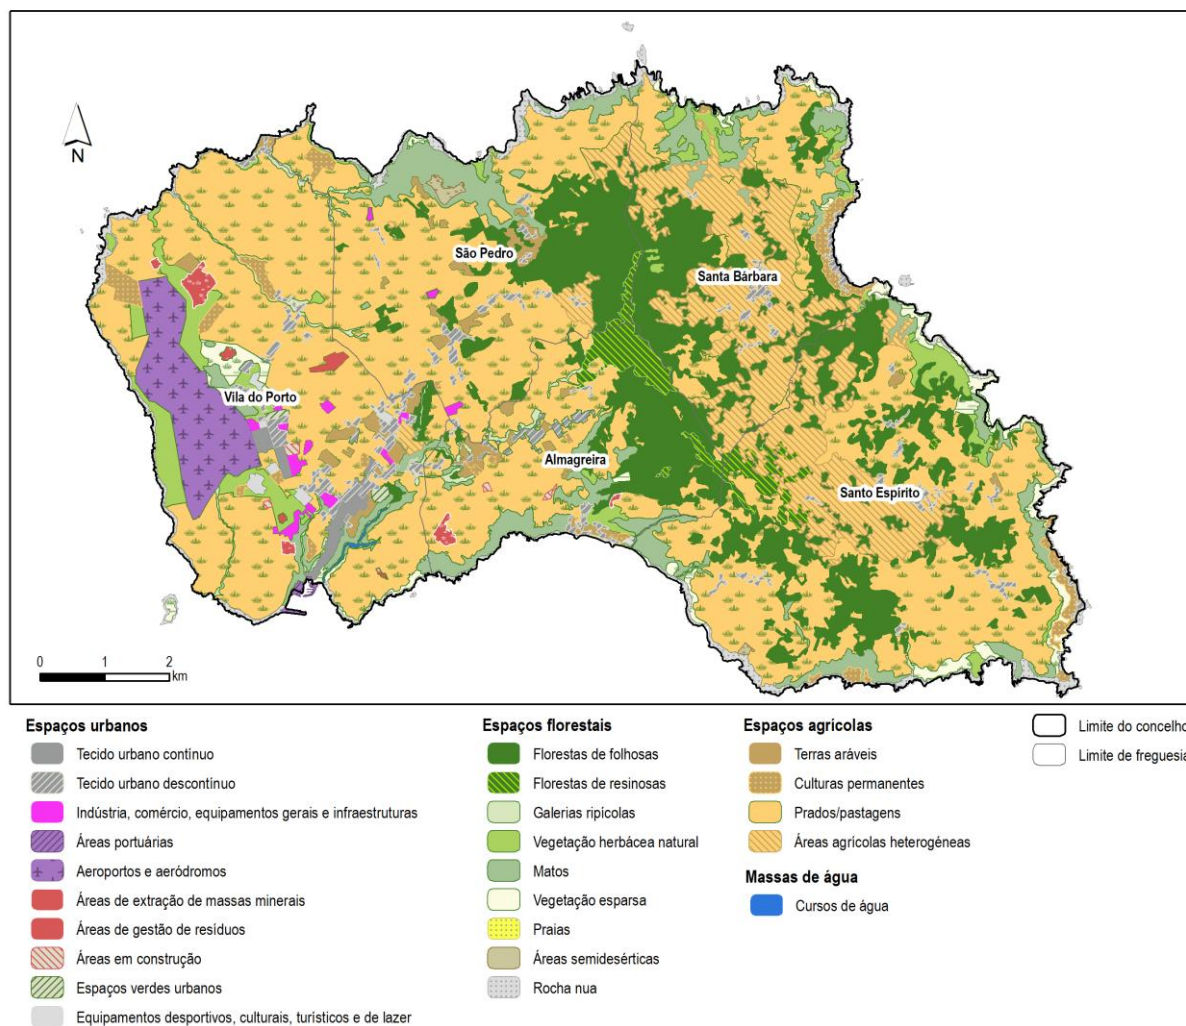 São Pedro
Santa Bárbara
Vila do Porto
Almagreira
Santo Espírito
N
0 1 2
km
Espaços urbanos
Tecido urbano contínuo
Tecido urbano descontínuo
Indústria, comércio, equipamentos gerais e infraestruturas
Áreas portuárias
Aeroportos e aeródromos
Áreas de extração de massas minerais
Áreas de gestão de resíduos
Áreas em construção
Espaços verdes urbanos
Equipamentos desportivos, culturais, turísticos e de lazer
Espaços florestais
Florestas de folhosas
Florestas de resinosas
Galerias ripícolas
Vegetação herbácea natural
Matos
Vegetação esparsa
Praias
Áreas semidesérticas
Rocha nua
Espaços agrícolas
Terras aráveis
Culturas permanentes
Prados/pastagens
Áreas agrícolas heterogéneas
Massas de água
Cursos de água
Limite do concelho
Limite de freguesia